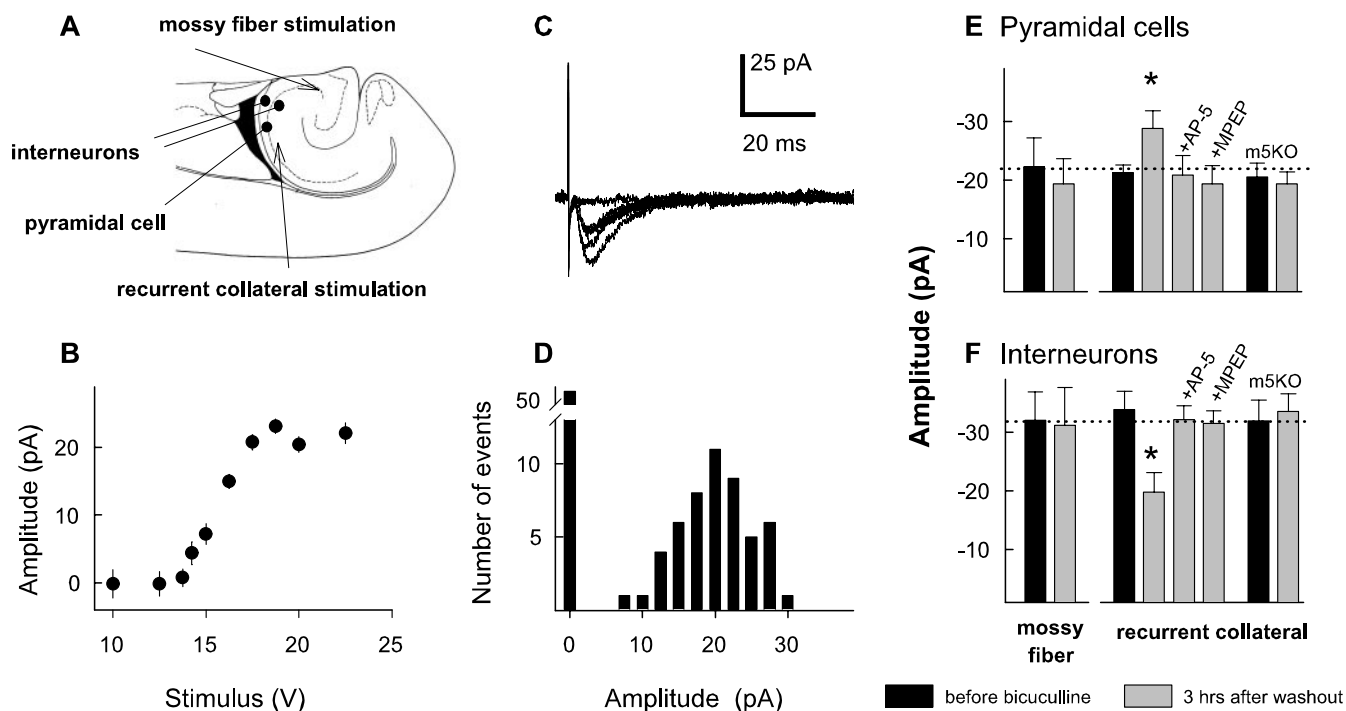 A
mossy fiber stimulation
interneurons
pyramidal cell
recurrent collateral stimulation
B
Amplitude (pA)
20
10
0
10
15
20
25
Stimulus (V)
C
25 pA
20 ms
D
Number of events
50
10
5
0
10
20
30
Amplitude (pA)
E Pyramidal cells
Amplitude (pA)
-30
-20
-10
*
+AP-5
+MPEP
m5KO
F Interneurons
-30
-20
-10
*
+AP-5
+MPEP
m5KO
mossy
fiber
recurrent collateral
before bicuculline
3 hrs after washout